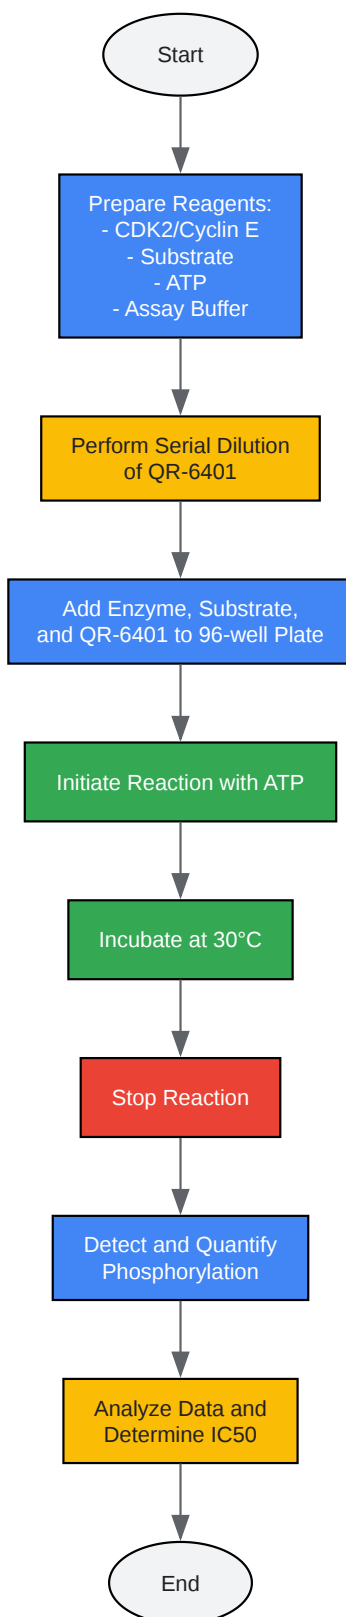 Start
Prepare Reagents:
- CDK2/Cyclin E
- Substrate
- ATP
- Assay Buffer
Perform Serial Dilution
of QR-6401
Add Enzyme, Substrate,
and QR-6401 to 96-well Plate
Initiate Reaction with ATP
Incubate at 30°C
Stop Reaction
Detect and Quantify
Phosphorylation
Analyze Data and
Determine IC50
End